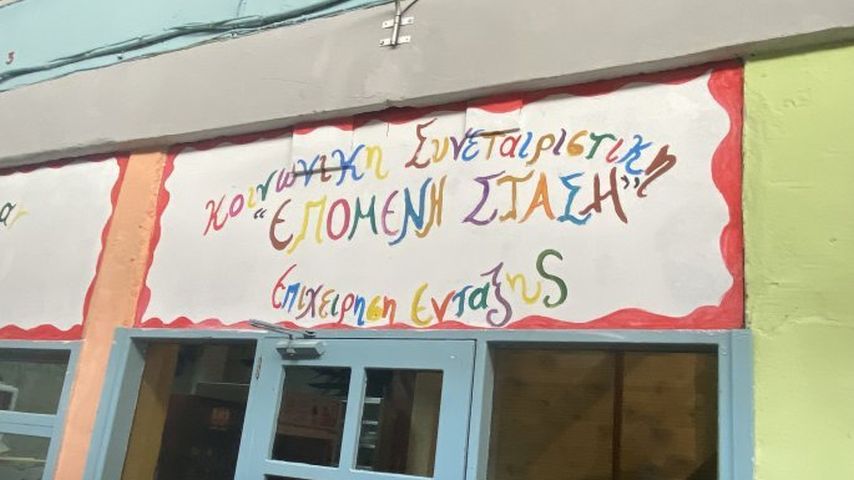 Κοινωνικη Συνεταιριστικη
“ΕΠΟΜΕΝΗ ΣΤΑΣΗ”
Επιχειρηση Ενταξης